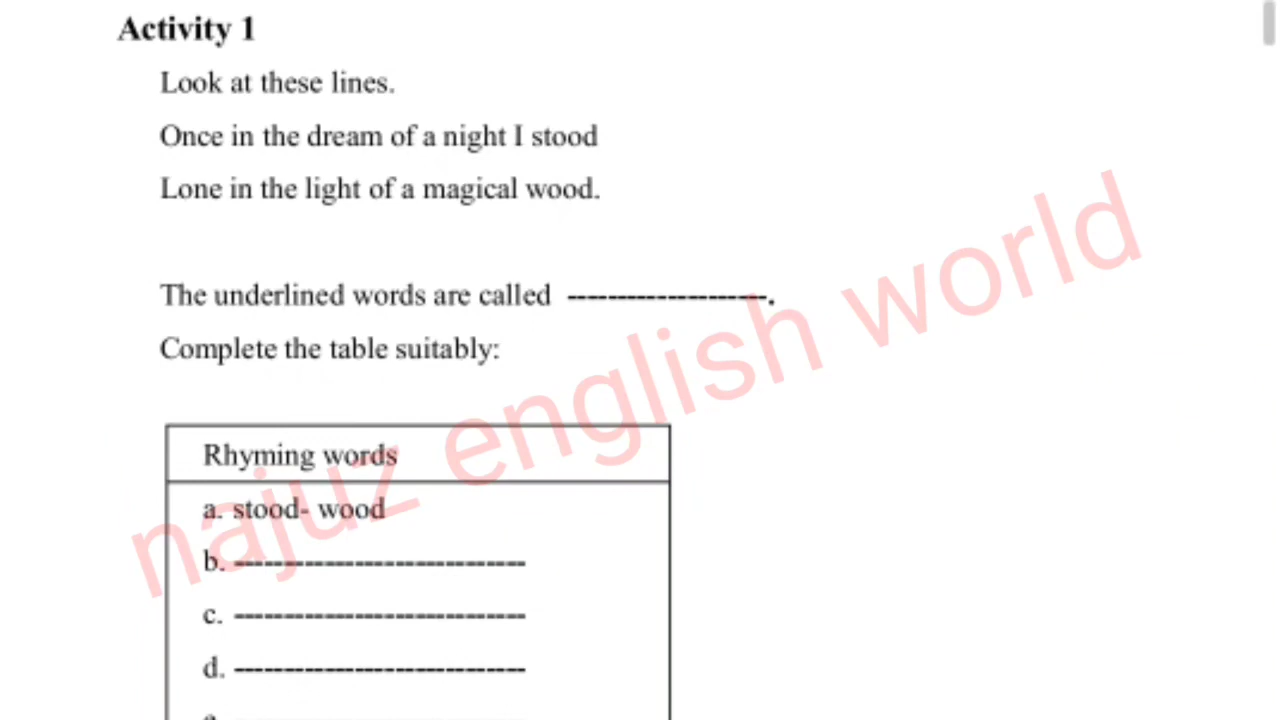 Activity 1
Look at these lines.
Once in the dream of a night I stood
Lone in the light of a magical wood.
The underlined words are called --------------------.
Complete the table suitably:
Rhyming words
a. stood- wood
b. -----------------------------
c. -----------------------------
d. -----------------------------
najuz english world